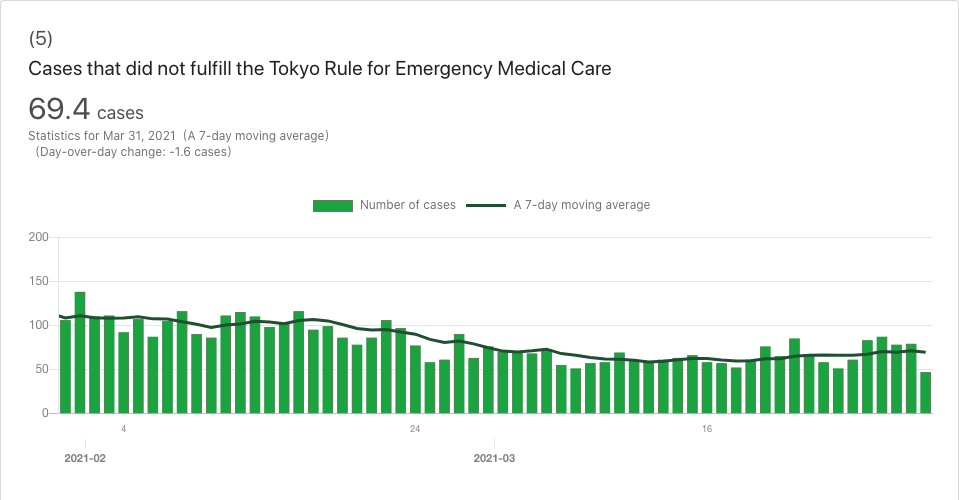 (5)
Cases that did not fulfill the Tokyo Rule for Emergency Medical Care
69.4 cases
Statistics for Mar 31, 2021 (A 7-day moving average)
(Day-over-day change: -1.6 cases)
Number of cases A 7-day moving average
200
150
100
50
0
4 24 16
2021-02 2021-03